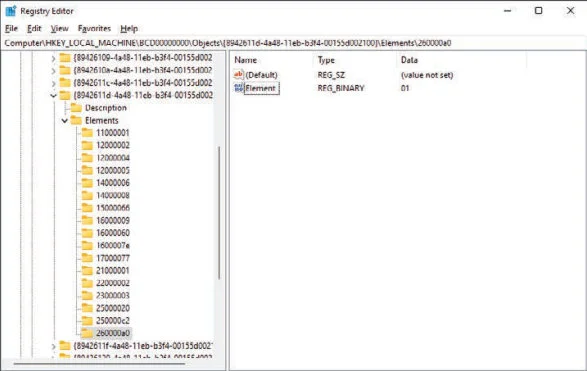 Registry Editor
File Edit View Favorites Help
Computer\HKEY_LOCAL_MACHINE\BCD00000000\Objects\{8942611d-4a48-11eb-b3f4-00155d002100}\Elements\260000a0
{89426109-4a48-11eb-b3f4-00155d002
{8942610a-4a48-11eb-b3f4-00155d002
{8942611c-4a48-11eb-b3f4-00155d002
{8942611d-4a48-11eb-b3f4-00155d002
Description
Elements
11000001
12000002
12000004
12000005
14000006
14000008
15000066
16000009
16000060
1600007e
17000077
21000001
22000002
23000003
25000020
250000c2
260000a0
{8942611f-4a48-11eb-b3f4-00155d002
Name Type Data
(Default) REG_SZ (value not set)
Element REG_BINARY 01